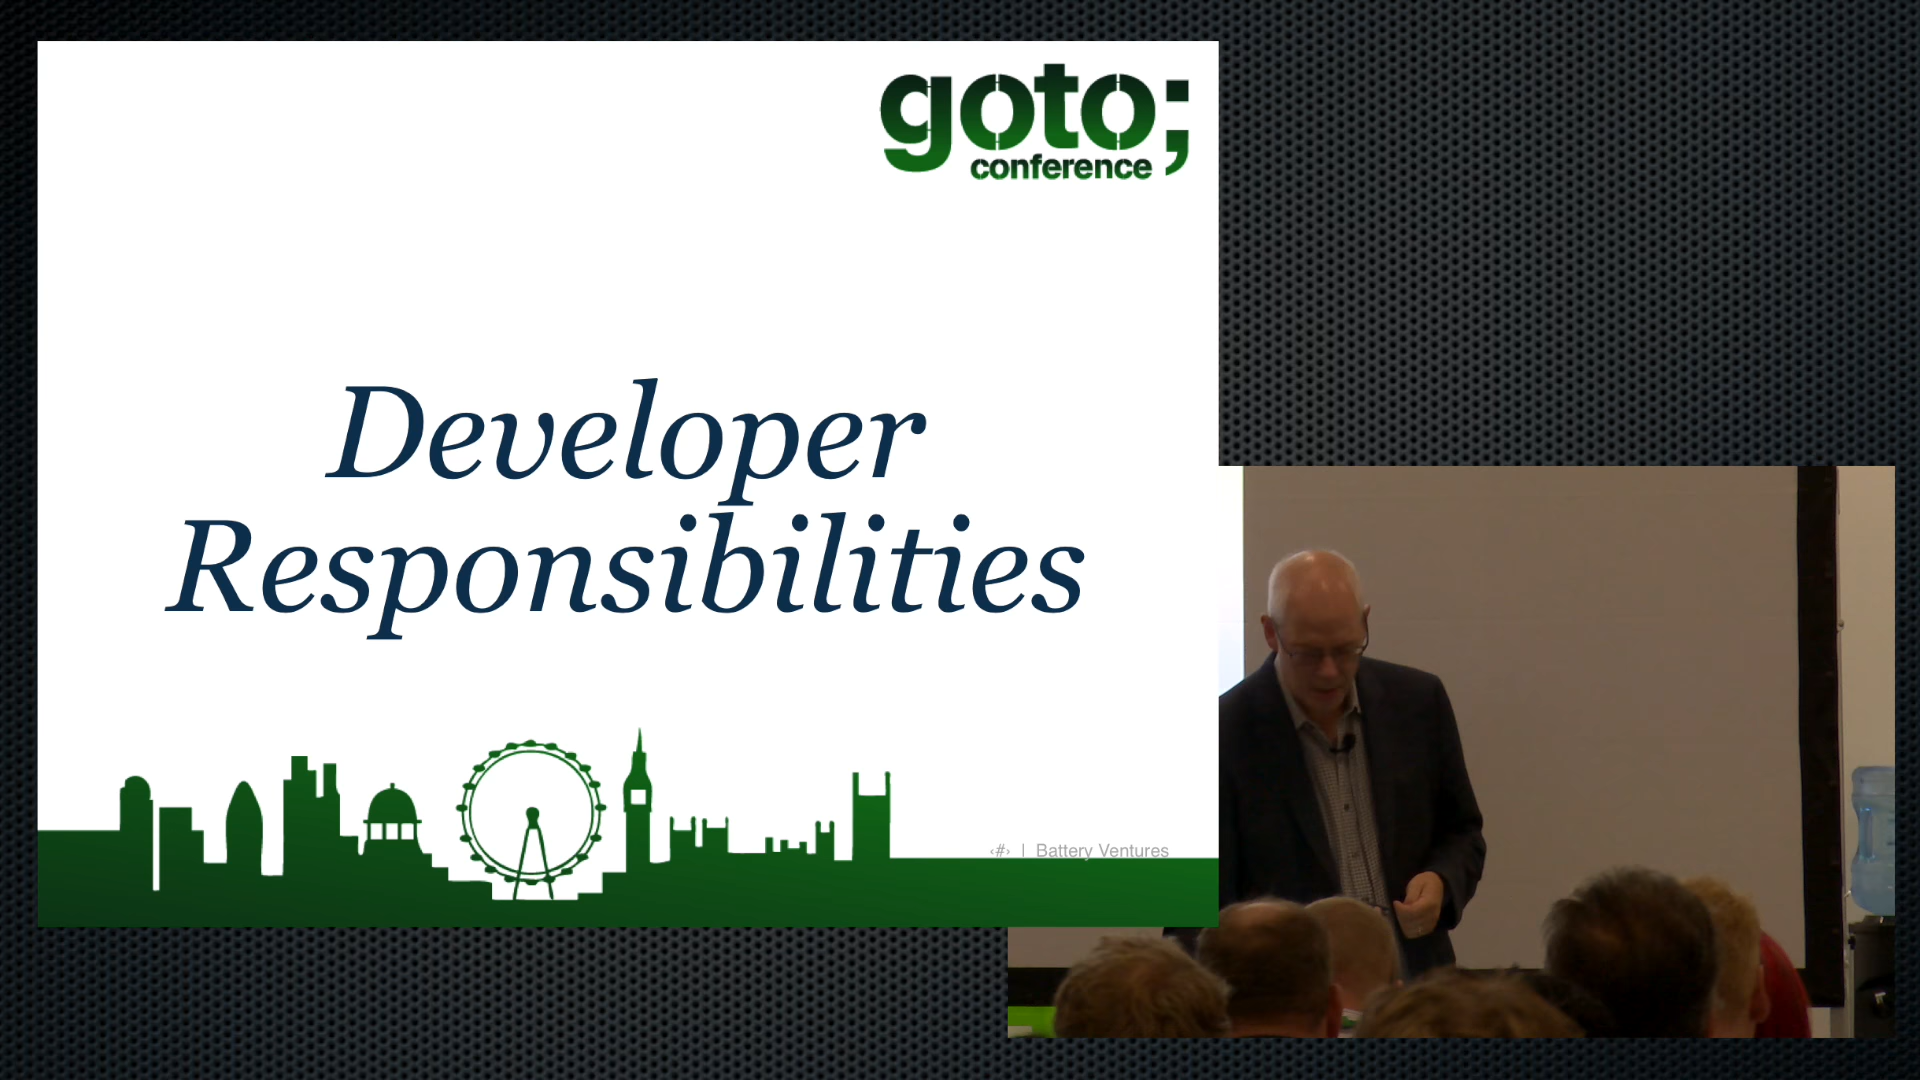 goto;
conference
Developer
Responsibilities
‹#› | Battery Ventures